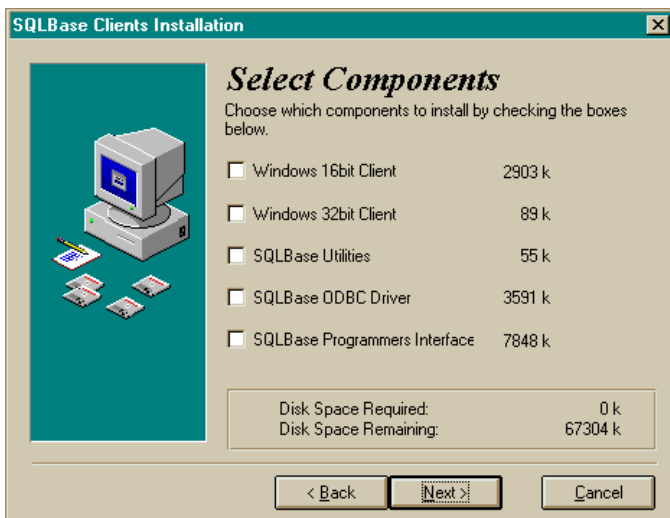 SQLBase Clients Installation
Select Components
Choose which components to install by checking the boxes
below.
Windows 16bit Client 2903 k
Windows 32bit Client 89 k
SQLBase Utilities 55 k
SQLBase ODBC Driver 3591 k
SQLBase Programmers Interface 7848 k
Disk Space Required: 0 k
Disk Space Remaining: 67304 k
< Back Next > Cancel